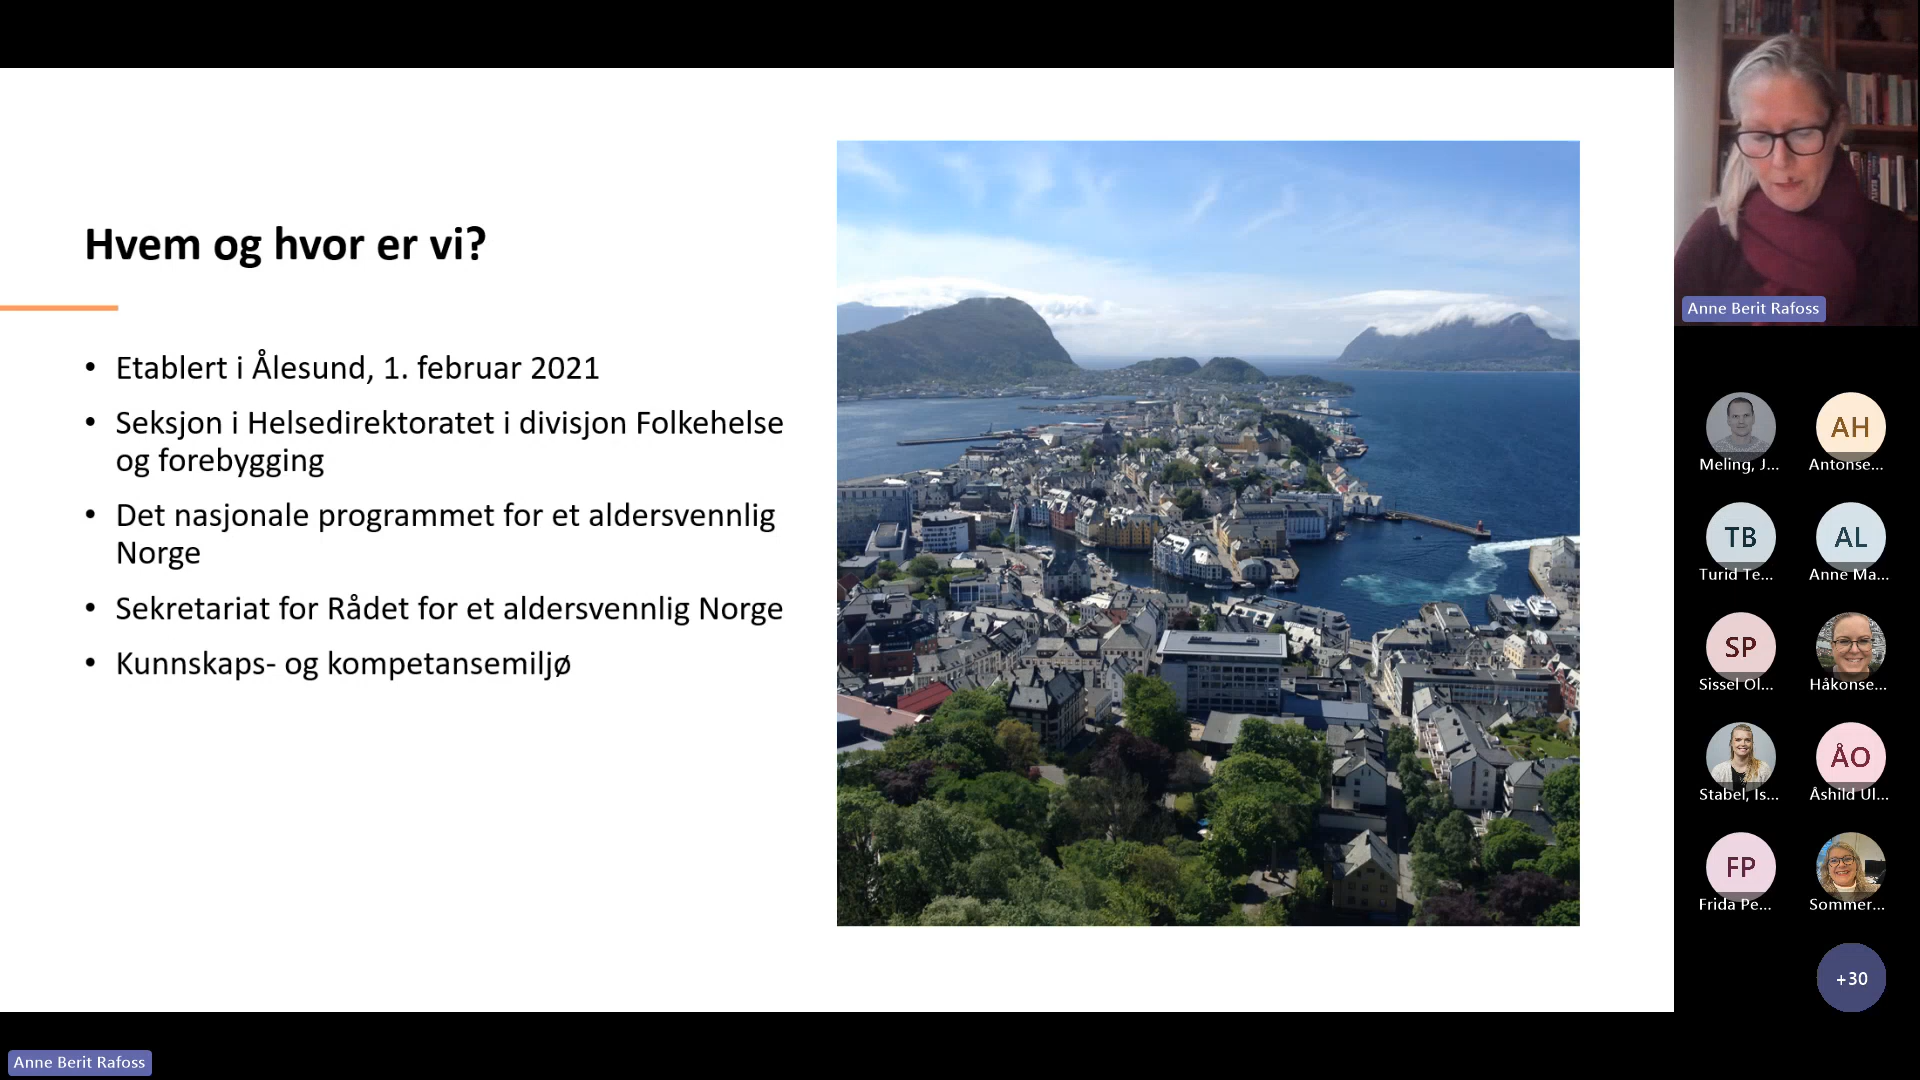 Hvem og hvor er vi?
• Etablert i Ålesund, 1. februar 2021
• Seksjon i Helsedirektoratet i divisjon Folkehelse
og forebygging
• Det nasjonale programmet for et aldersvennlig
Norge
• Sekretariat for Rådet for et aldersvennlig Norge
• Kunnskaps- og kompetansemiljø
Anne Berit Rafoss
Meling, J...
AH
Antonse...
TB
Turid Te...
AL
Anne Ma...
SP
Sissel Ol...
Håkonse...
Stabel, Is...
ÅO
Åshild Ul...
FP
Frida Pe...
Sommer...
+30
Anne Berit Rafoss